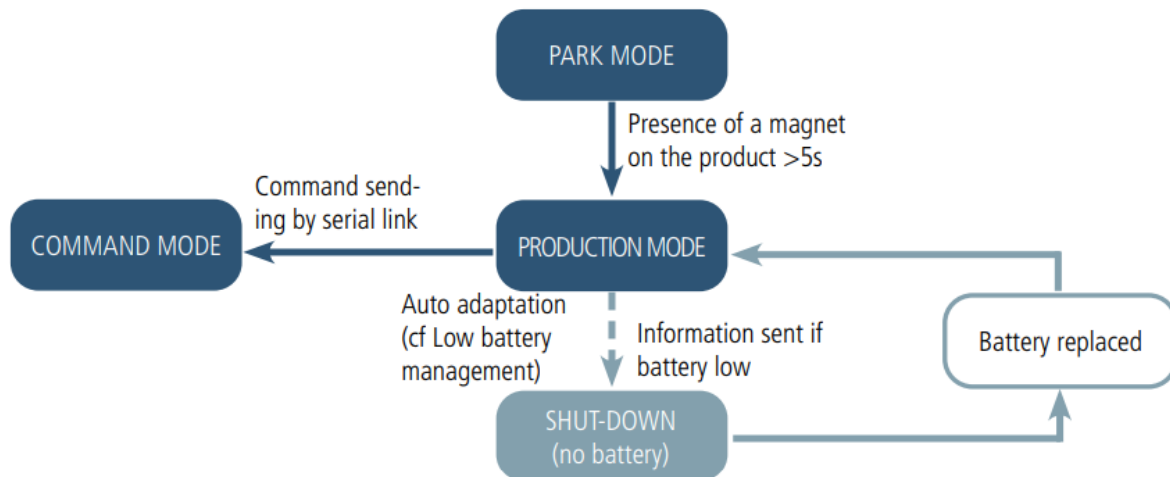 PARK MODE
Presence of a magnet
on the product >5s
Command send-
ing by serial link
COMMAND MODE
PRODUCTION MODE
Auto adaptation
(cf Low battery
management)
Information sent if
battery low
Battery replaced
SHUT-DOWN
(no battery)